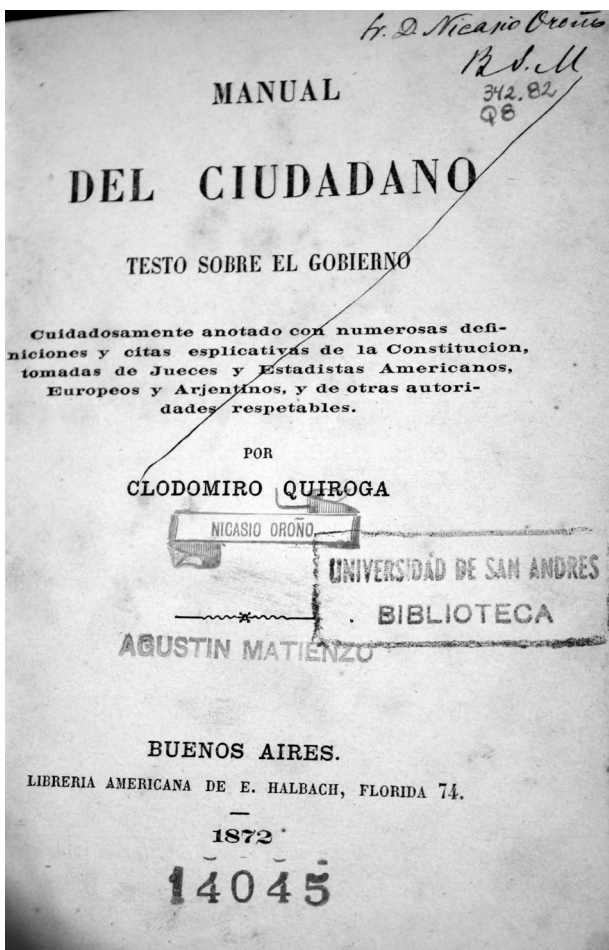 Sr. D. Nicasio Oroño
B. S. M
342.82
Q8
MANUAL
DEL CIUDADANO
TESTO SOBRE EL GOBIERNO
Cuidadosamente anotado con numerosas defi-
niciones y citas esplicativas de la Constitucion,
tomadas de Jueces y Estadistas Americanos,
Europeos y Arjentinos, y de otras autori-
dades respetables.
POR
CLODOMIRO QUIROGA
NICASIO OROÑO
UNIVERSIDAD DE SAN ANDRES
BIBLIOTECA
AGUSTIN MATIENZO
BUENOS AIRES.
LIBRERIA AMERICANA DE E. HALBACH, FLORIDA 74.
1872
14045